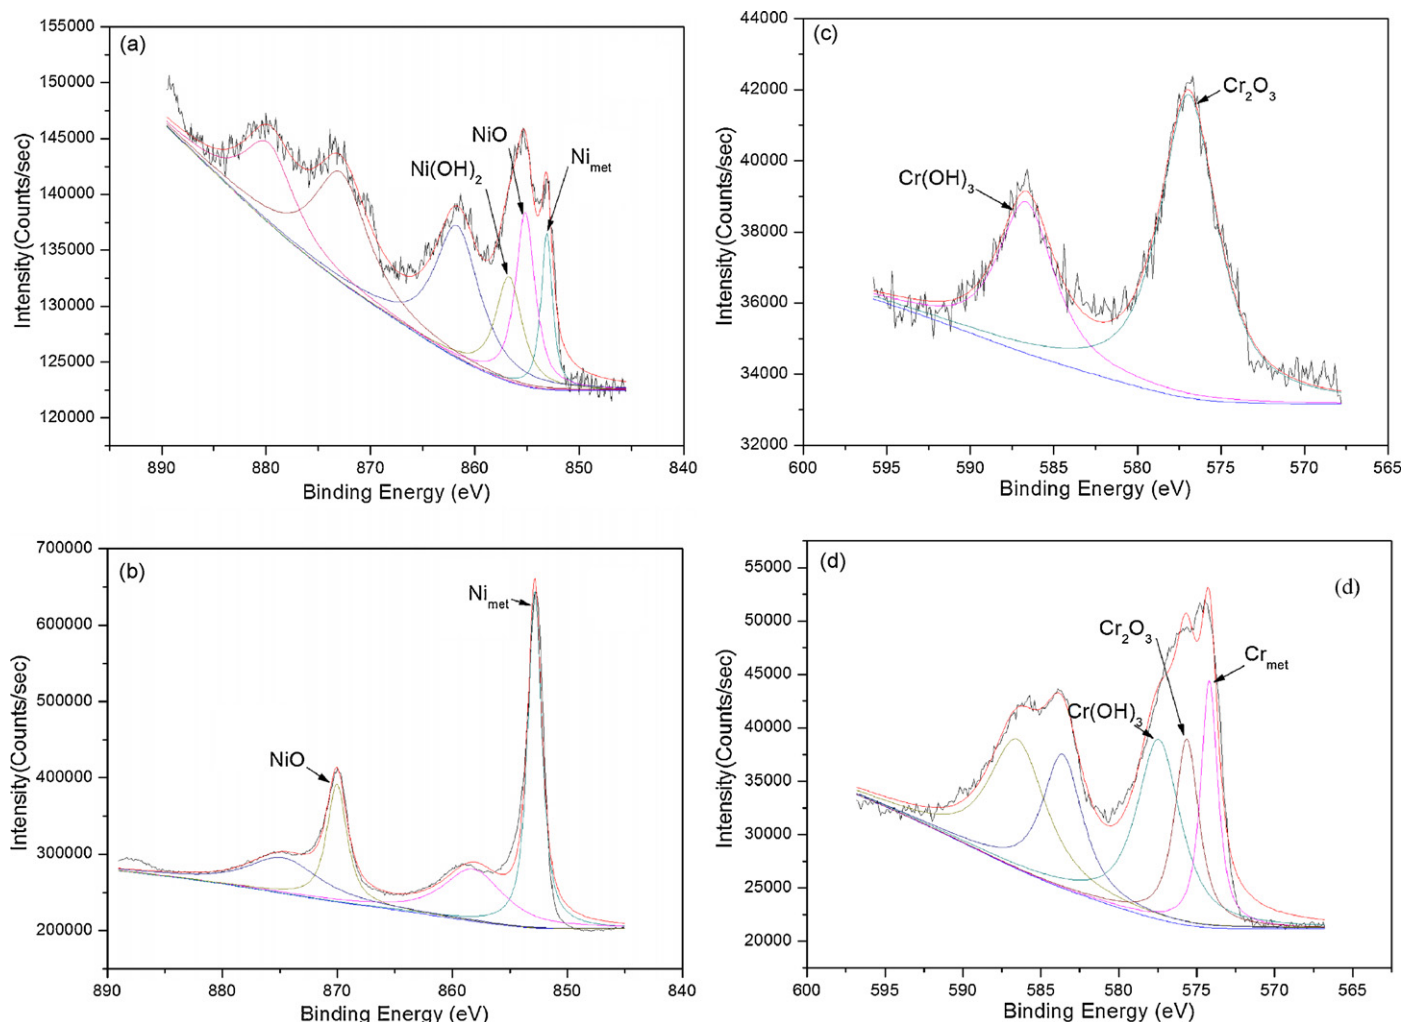 (a)
155000
150000
145000
140000
135000
130000
125000
120000
Intensity(Counts/sec)
Ni(OH)2
NiO
Nimet
890 880 870 860 850 840
Binding Energy (eV)
(c)
44000
42000
40000
38000
36000
34000
32000
Intensity(Counts/sec)
Cr(OH)3
Cr2O3
600 595 590 585 580 575 570 565
Binding Energy (eV)
(b)
700000
600000
500000
400000
300000
200000
Intensity(Counts/sec)
NiO
Nimet
890 880 870 860 850 840
Binding Energy (eV)
(d)
(d)
55000
50000
45000
40000
35000
30000
25000
20000
Intensity(Counts/sec)
Cr2O3
Crmet
Cr(OH)3
600 595 590 585 580 575 570 565
Binding Energy (eV)